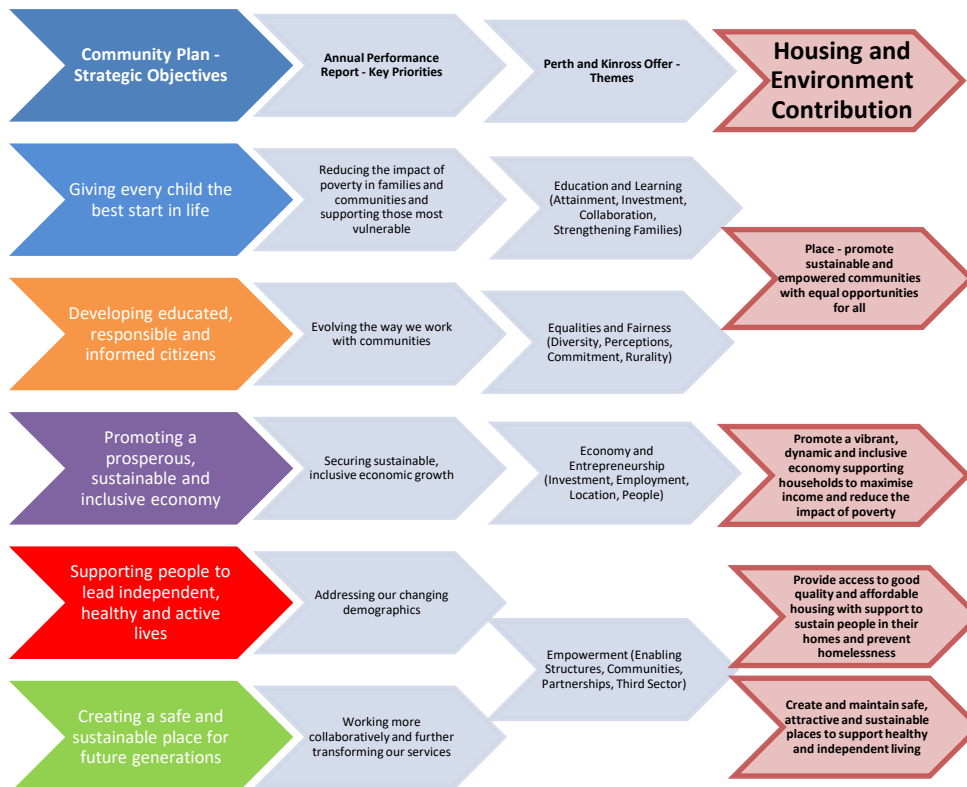 Community Plan -
Strategic Objectives
Annual Performance
Report - Key Priorities
Perth and Kinross Offer -
Themes
Housing and
Environment
Contribution
Giving every child the
best start in life
Reducing the impact of
poverty in families and
communities and
supporting those most
vulnerable
Education and Learning
(Attainment, Investment,
Collaboration,
Strengthening Families)
Place - promote
sustainable and
empowered communities
with equal opportunities
for all
Developing educated,
responsible and
informed citizens
Evolving the way we work
with communities
Equalities and Fairness
(Diversity, Perceptions,
Commitment, Rurality)
Promoting a
prosperous,
sustainable and
inclusive economy
Securing sustainable,
inclusive economic growth
Economy and
Entrepreneurship
(Investment, Employment,
Location, People)
Promote a vibrant,
dynamic and inclusive
economy supporting
households to maximise
income and reduce the
impact of poverty
Supporting people to
lead independent,
healthy and active
lives
Addressing our changing
demographics
Empowerment (Enabling
Structures, Communities,
Partnerships, Third Sector)
Provide access to good
quality and affordable
housing with support to
sustain people in their
homes and prevent
homelessness
Creating a safe and
sustainable place for
future generations
Working more
collaboratively and further
transforming our services
Create and maintain safe,
attractive and sustainable
places to support healthy
and independent living